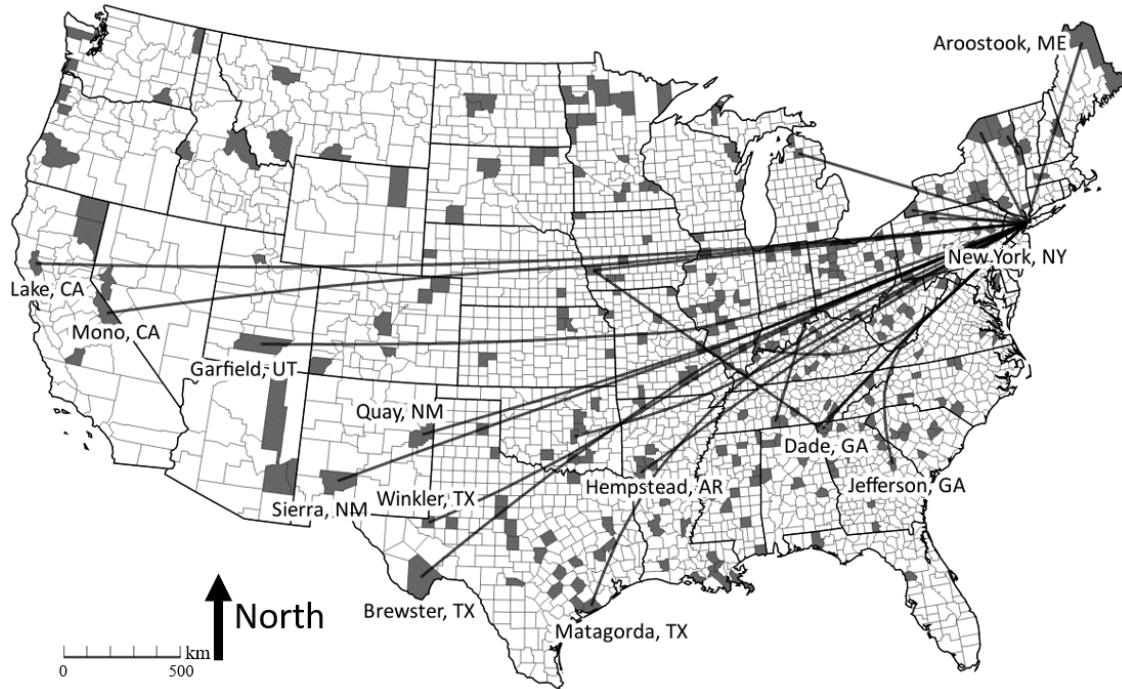 Aroostook, ME
New York, NY
Lake, CA
Mono, CA
Garfield, UT
Quay, NM
Dade, GA
Jefferson, GA
Hempstead, AR
Winkler, TX
Sierra, NM
Brewster, TX
Matagorda, TX
North
km
0 500